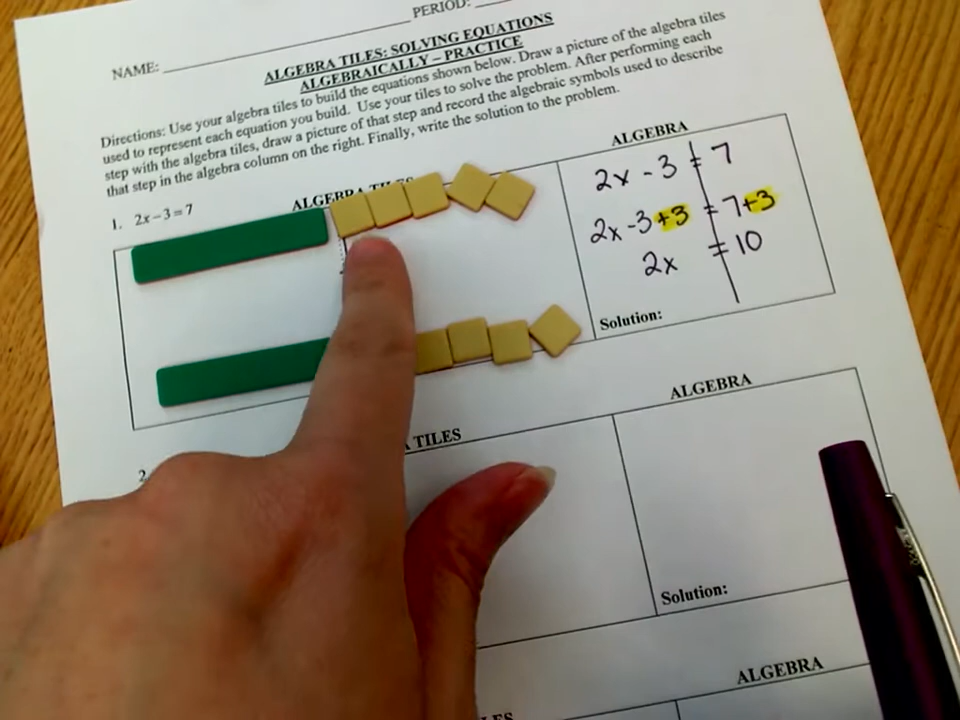 PERIOD:
NAME:
ALGEBRA TILES: SOLVING EQUATIONS
ALGEBRAICALLY – PRACTICE
Directions: Use your algebra tiles to build the equations shown below. Draw a picture of the algebra tiles
used to represent each equation you build. Use your tiles to solve the problem. After performing each
step with the algebra tiles, draw a picture of that step and record the algebraic symbols used to describe
that step in the algebra column on the right. Finally, write the solution to the problem.
ALGEBRA
1. 2x – 3 = 7
2x - 3 = 7
2x - 3 + 3 = 7 + 3
2x = 10
Solution:
TILES
ALGEBRA
2.
Solution:
ALGEBRA